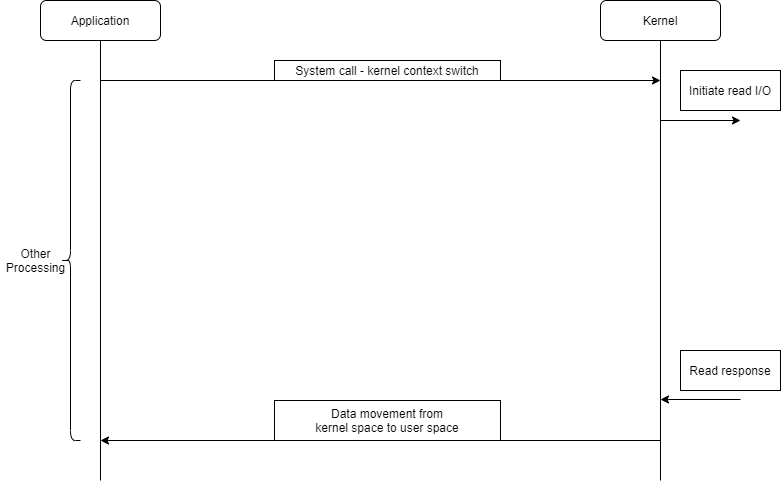 Application
Kernel
System call - kernel context switch
Initiate read I/O
Other
Processing
Read response
Data movement from
kernel space to user space